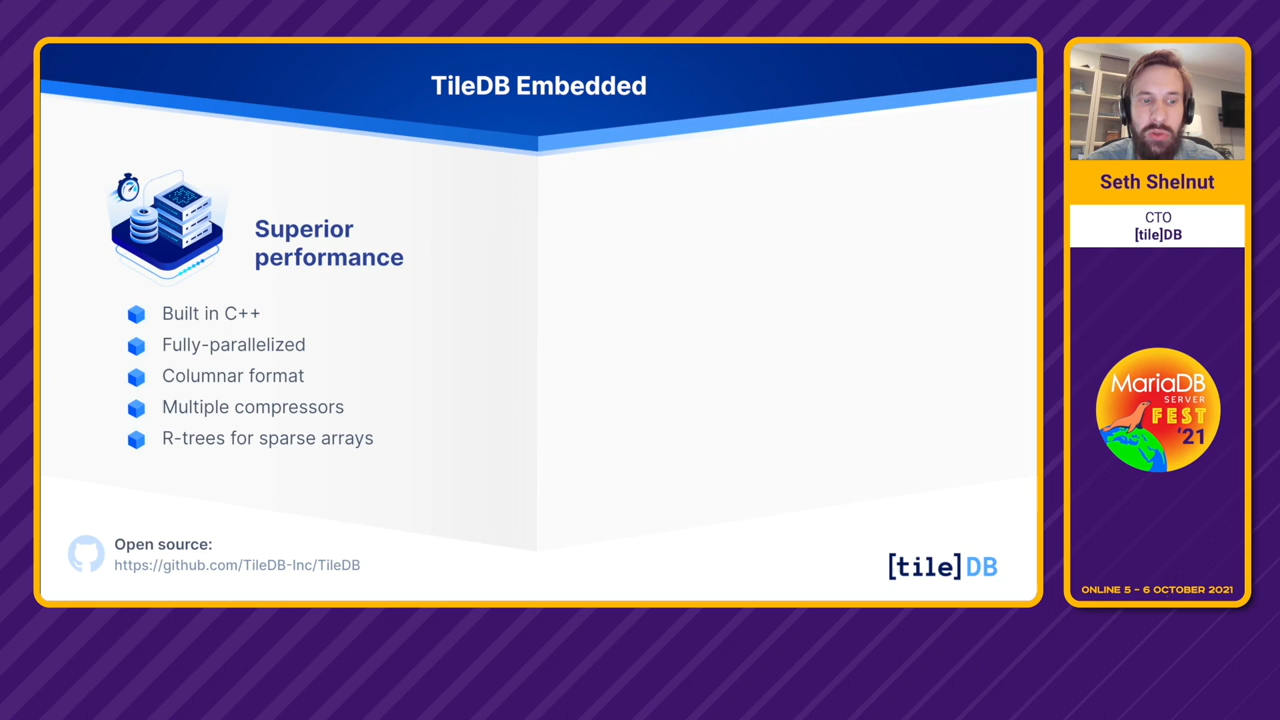 TileDB Embedded
Superior
performance
Built in C++
Fully-parallelized
Columnar format
Multiple compressors
R-trees for sparse arrays
Open source:
https://github.com/TileDB-Inc/TileDB
[tile]DB
Seth Shelnut
CTO
[tile]DB
MariaDB
SERVER
FEST
'21
ONLINE 5 – 6 OCTOBER 2021